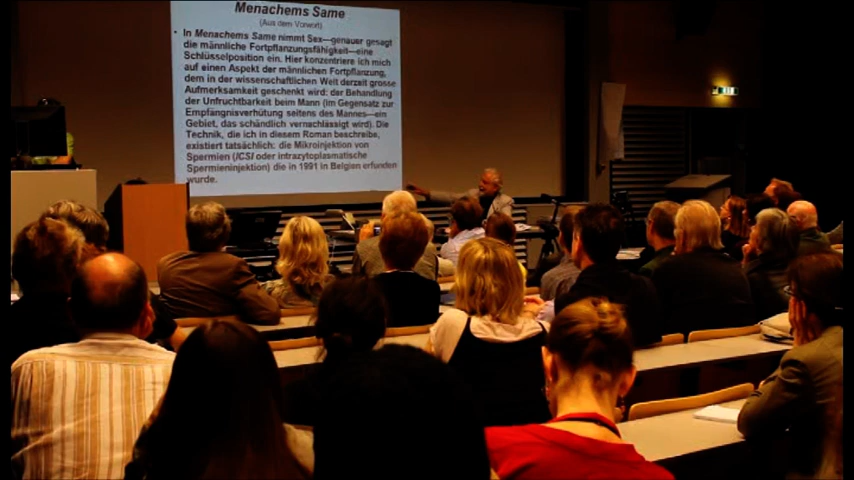 Menachems Same
(Aus dem Vorwort)
• In Menachems Same nimmt Sex—genauer gesagt
die männliche Fortpflanzungsfähigkeit—eine
Schlüsselposition ein. Hier konzentriere ich mich
auf einen Aspekt der männlichen Fortpflanzung,
dem in der wissenschaftlichen Welt derzeit grosse
Aufmerksamkeit geschenkt wird: der Behandlung
der Unfruchtbarkeit beim Mann (im Gegensatz zur
Empfängnisverhütung seitens des Mannes—ein
Gebiet, das schändlich vernachlässigt wird). Die
Technik, die ich in diesem Roman beschreibe,
existiert tatsächlich: die Mikroinjektion von
Spermien (ICSI oder intrazytoplasmatische
Spermieninjektion) die in 1991 in Belgien erfunden
wurde.